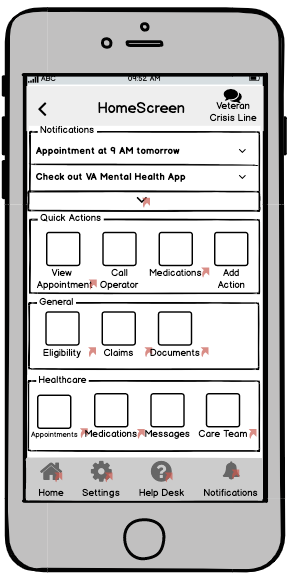 ABC 09:52 AM
HomeScreen
Veteran
Crisis Line
Notifications
Appointment at 9 AM tomorrow
Check out VA Mental Health App
Quick Actions
View Appointment
Call Operator
Medications
Add Action
General
Eligibility Claims Documents
Healthcare
Appointments Medications Messages Care Team
Home Settings Help Desk Notifications